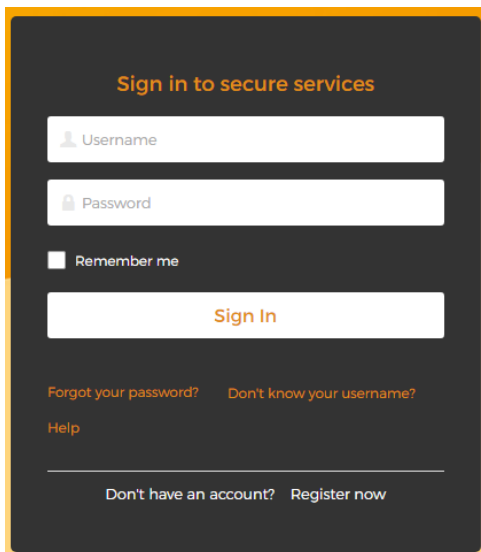 Sign in to secure services
Username
Password
Remember me
Sign In
Forgot your password? Don't know your username?
Help
Don't have an account? Register now